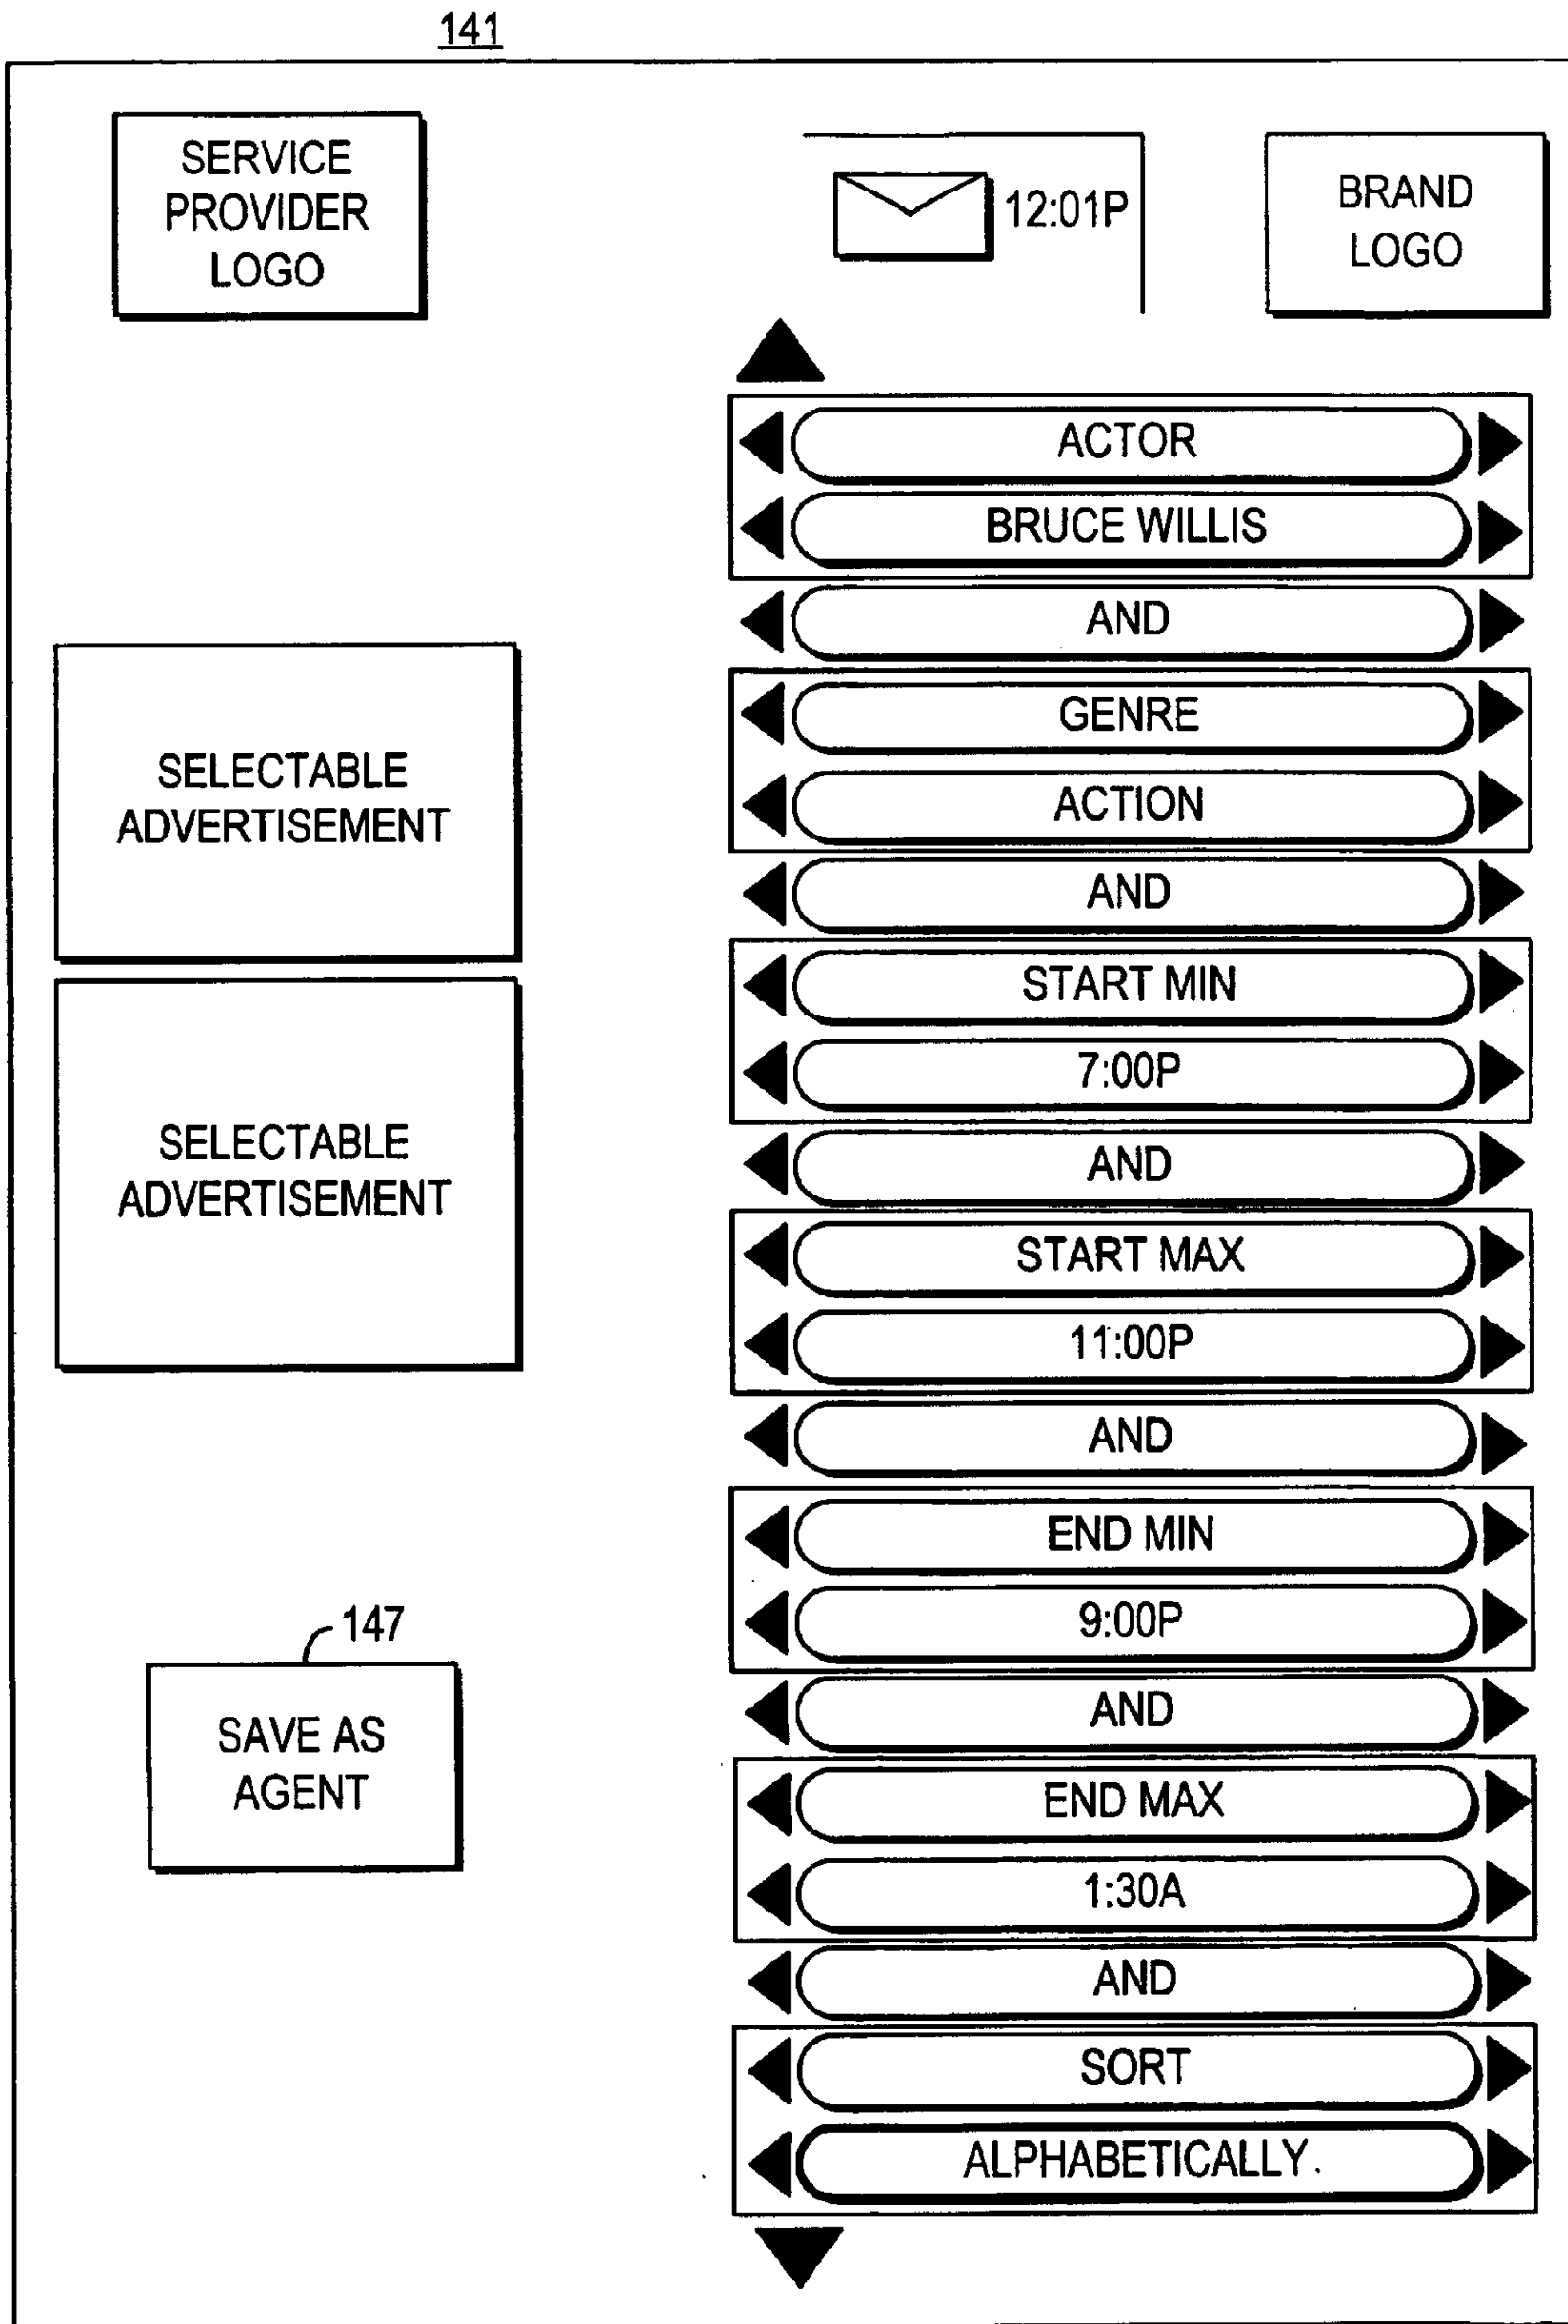 141
SERVICE
PROVIDER
LOGO
12:01P
BRAND
LOGO
ACTOR
BRUCE WILLIS
AND
GENRE
ACTION
AND
START MIN
7:00P
AND
START MAX
11:00P
AND
END MIN
9:00P
AND
END MAX
1:30A
AND
SORT
ALPHABETICALLY.
SELECTABLE
ADVERTISEMENT
SELECTABLE
ADVERTISEMENT
147
SAVE AS
AGENT